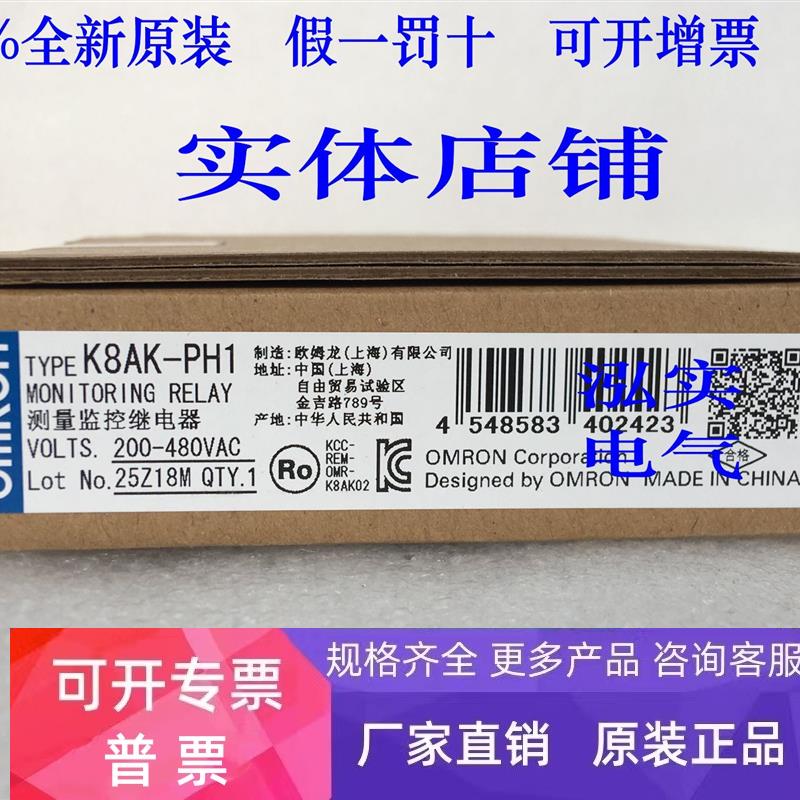 %全新原装 假一罚十 可开增票
实体店铺
OMRON
TYPE K8AK-PH1
MONITORING RELAY
测量监控继电器
VOLTS. 200-480VAC
Lot No.25Z18M QTY.1
制造: 欧姆龙(上海)有限公司
地址: 中国(上海)
自由贸易试验区
金吉路789号
产地: 中华人民共和国
Ro
KCC-
REM-
OMR-
K8AK02
4 548583 402423
泓实
电气
合格
OMRON Corporation
Designed by OMRON MADE IN CHINA
可开专票
普票
规格齐全 更多产品 咨询客服
厂家直销 原装正品